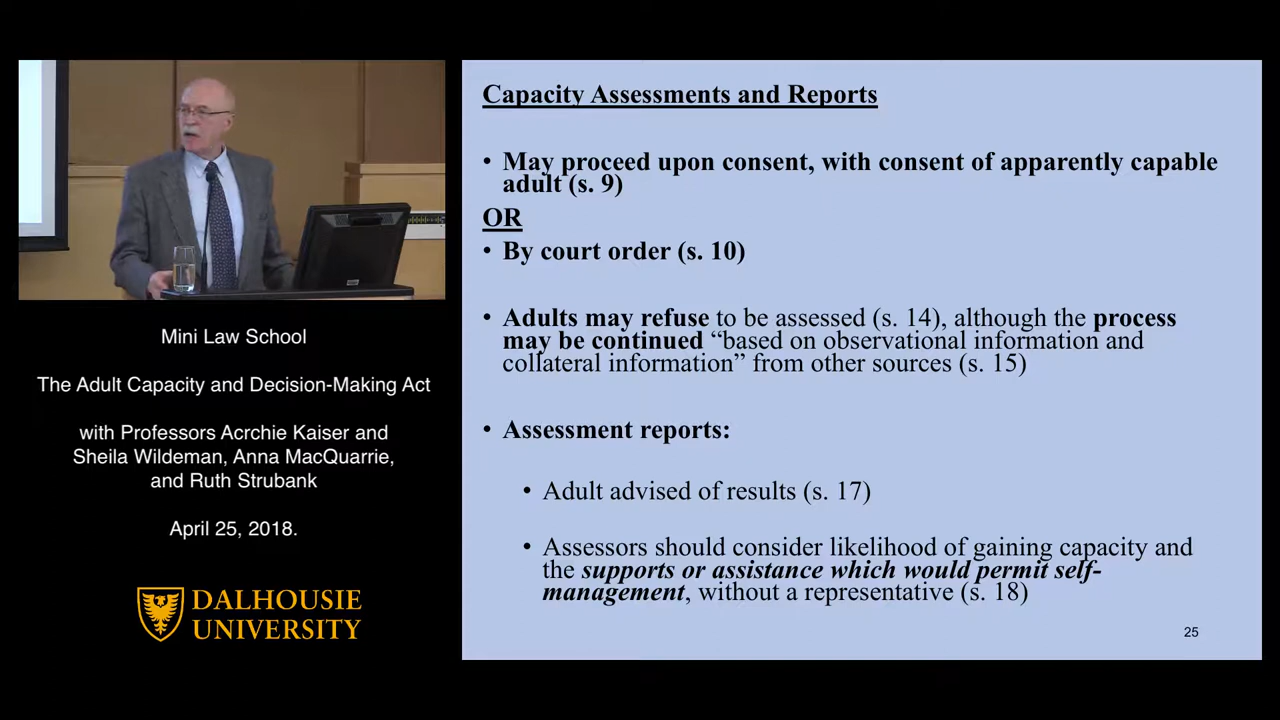 Capacity Assessments and Reports
• May proceed upon consent, with consent of apparently capable
adult (s. 9)
OR
• By court order (s. 10)
• Adults may refuse to be assessed (s. 14), although the process
may be continued “based on observational information and
collateral information” from other sources (s. 15)
• Assessment reports:
• Adult advised of results (s. 17)
• Assessors should consider likelihood of gaining capacity and
the supports or assistance which would permit self-
management, without a representative (s. 18)
25
Mini Law School
The Adult Capacity and Decision-Making Act
with Professors Acrchie Kaiser and
Sheila Wildeman, Anna MacQuarrie,
and Ruth Strubank
April 25, 2018.
DALHOUSIE
UNIVERSITY